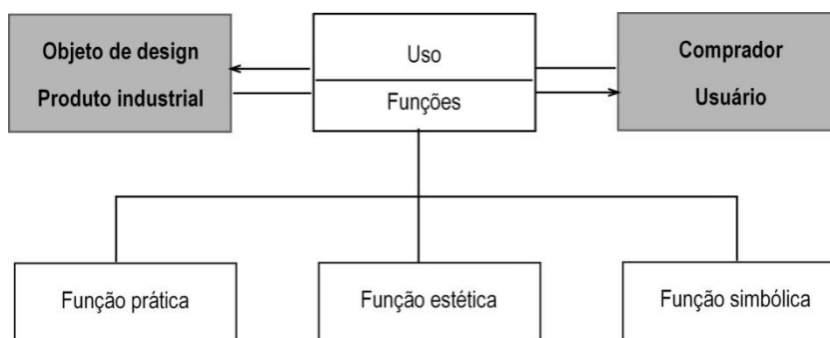 Objeto de design
Produto industrial
Uso
Funções
Comprador
Usuário
Função prática
Função estética
Função simbólica